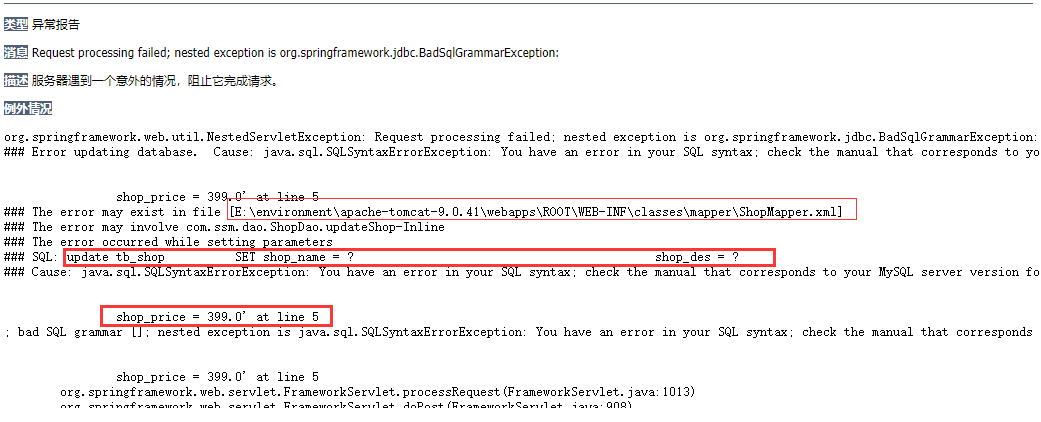 类型 异常报告
消息 Request processing failed; nested exception is org.springframework.jdbc.BadSqlGrammarException:
描述 服务器遇到一个意外的情况，阻止它完成请求。
例外情况
org.springframework.web.util.NestedServletException: Request processing failed; nested exception is org.springframework.jdbc.BadSqlGrammarException:
### Error updating database.  Cause: java.sql.SQLSyntaxErrorException: You have an error in your SQL syntax; check the manual that corresponds to yo
shop_price = 399.0' at line 5
### The error may exist in file [E:\environment\apache-tomcat-9.0.41\webapps\ROOT\WEB-INF\classes\mapper\ShopMapper.xml]
### The error may involve com.ssm.dao.ShopDao.updateShop-Inline
### The error occurred while setting parameters
### SQL: update tb_shop          SET shop_name = ?                                             shop_des = ?
### Cause: java.sql.SQLSyntaxErrorException: You have an error in your SQL syntax; check the manual that corresponds to your MySQL server version fo
shop_price = 399.0' at line 5
; bad SQL grammar []; nested exception is java.sql.SQLSyntaxErrorException: You have an error in your SQL syntax; check the manual that corresponds
shop_price = 399.0' at line 5
org.springframework.web.servlet.FrameworkServlet.processRequest(FrameworkServlet.java:1013)
org.springframework.web.servlet.FrameworkServlet.doPost(FrameworkServlet.java:908)